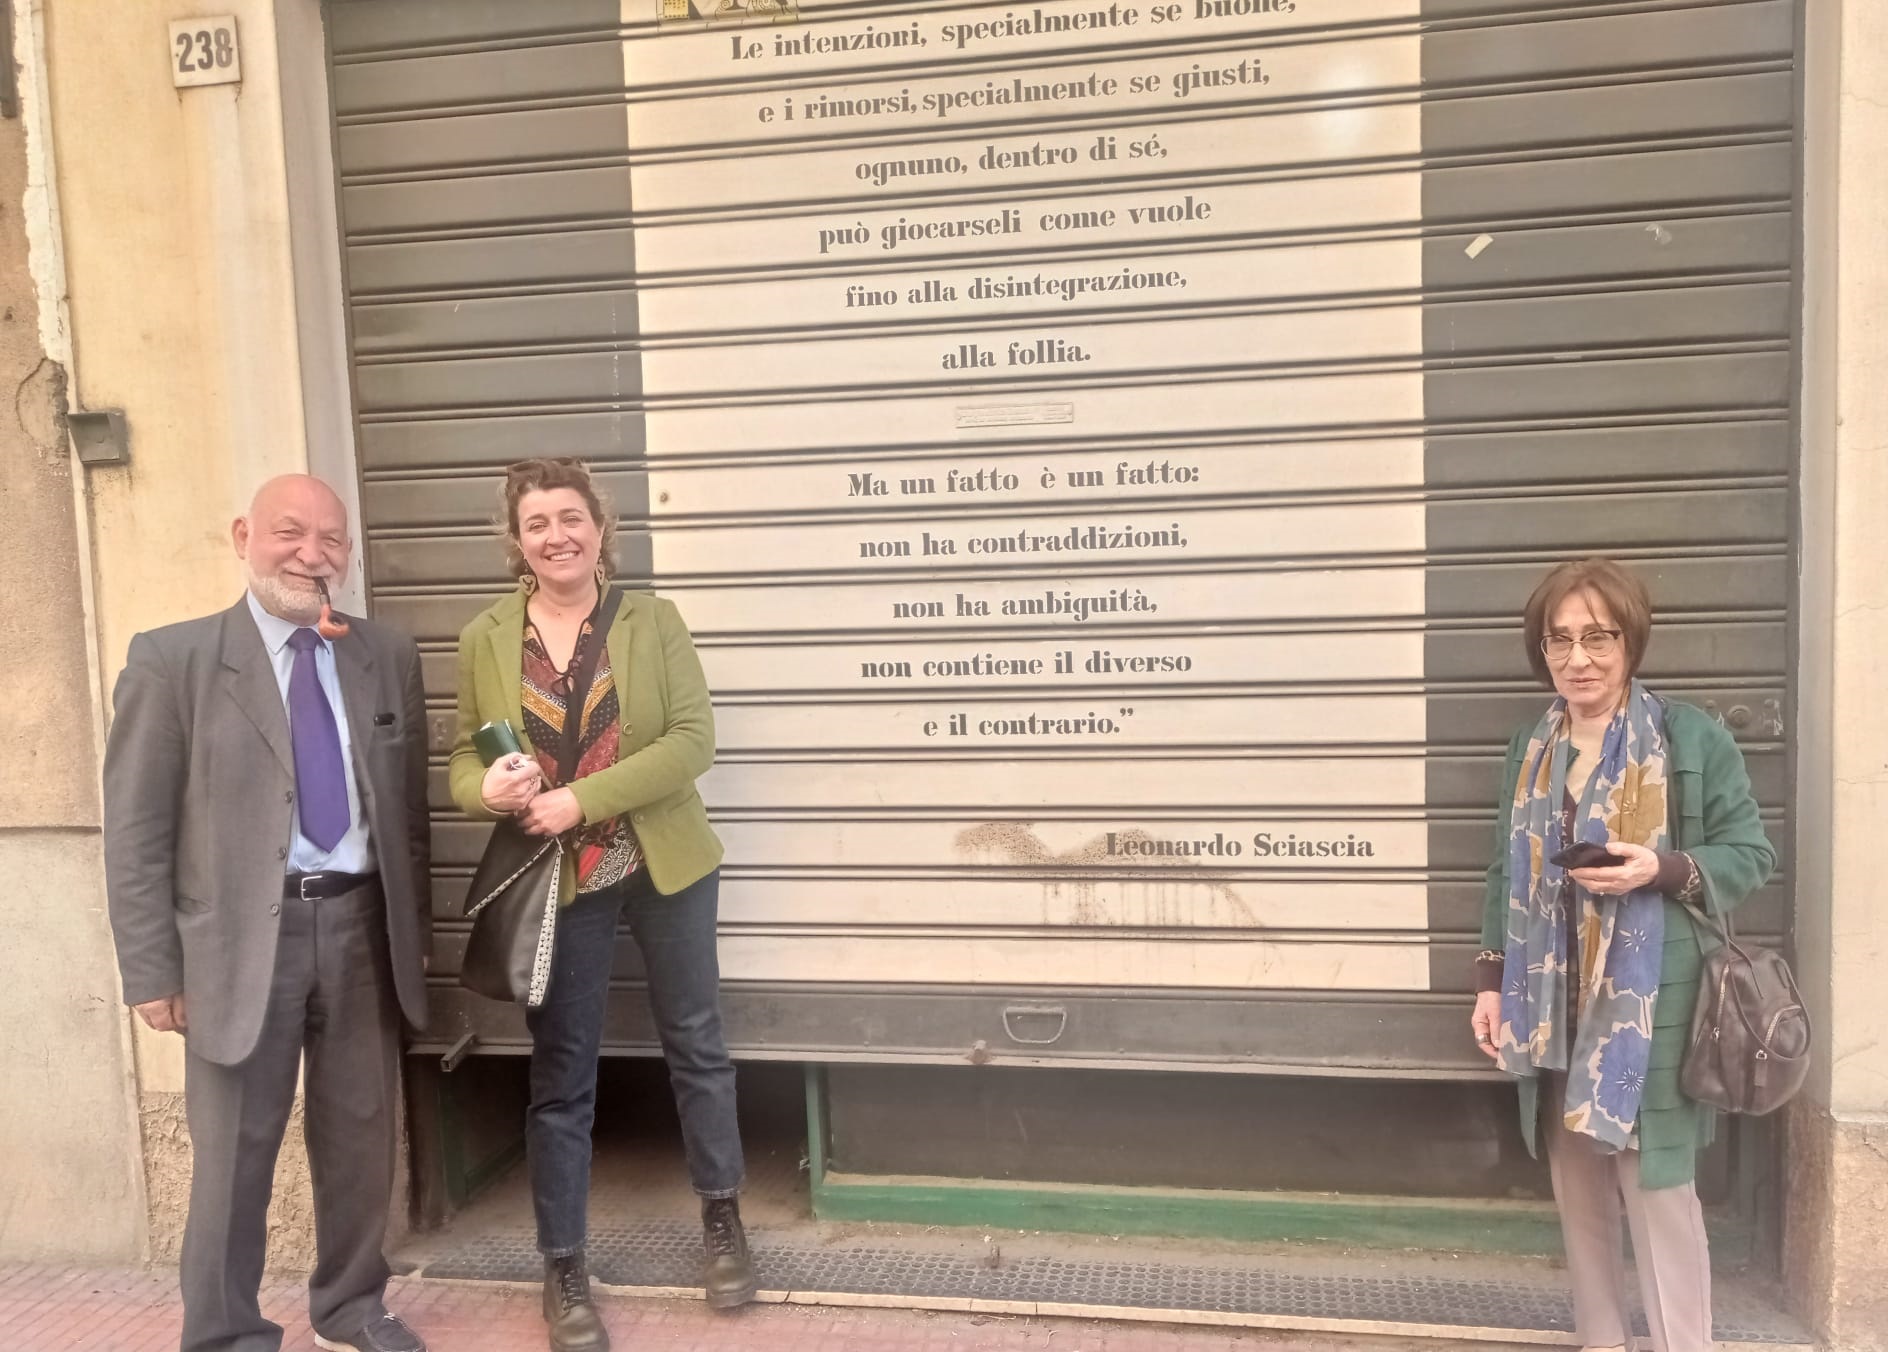 238
Le intenzioni, specialmente se buone,
e i rimorsi, specialmente se giusti,
ognuno, dentro di sé,
può giocarseli come vuole
fino alla disintegrazione,
alla follia.
Ma un fatto è un fatto:
non ha contraddizioni,
non ha ambiguità,
non contiene il diverso
e il contrario.”
Leonardo Sciascia